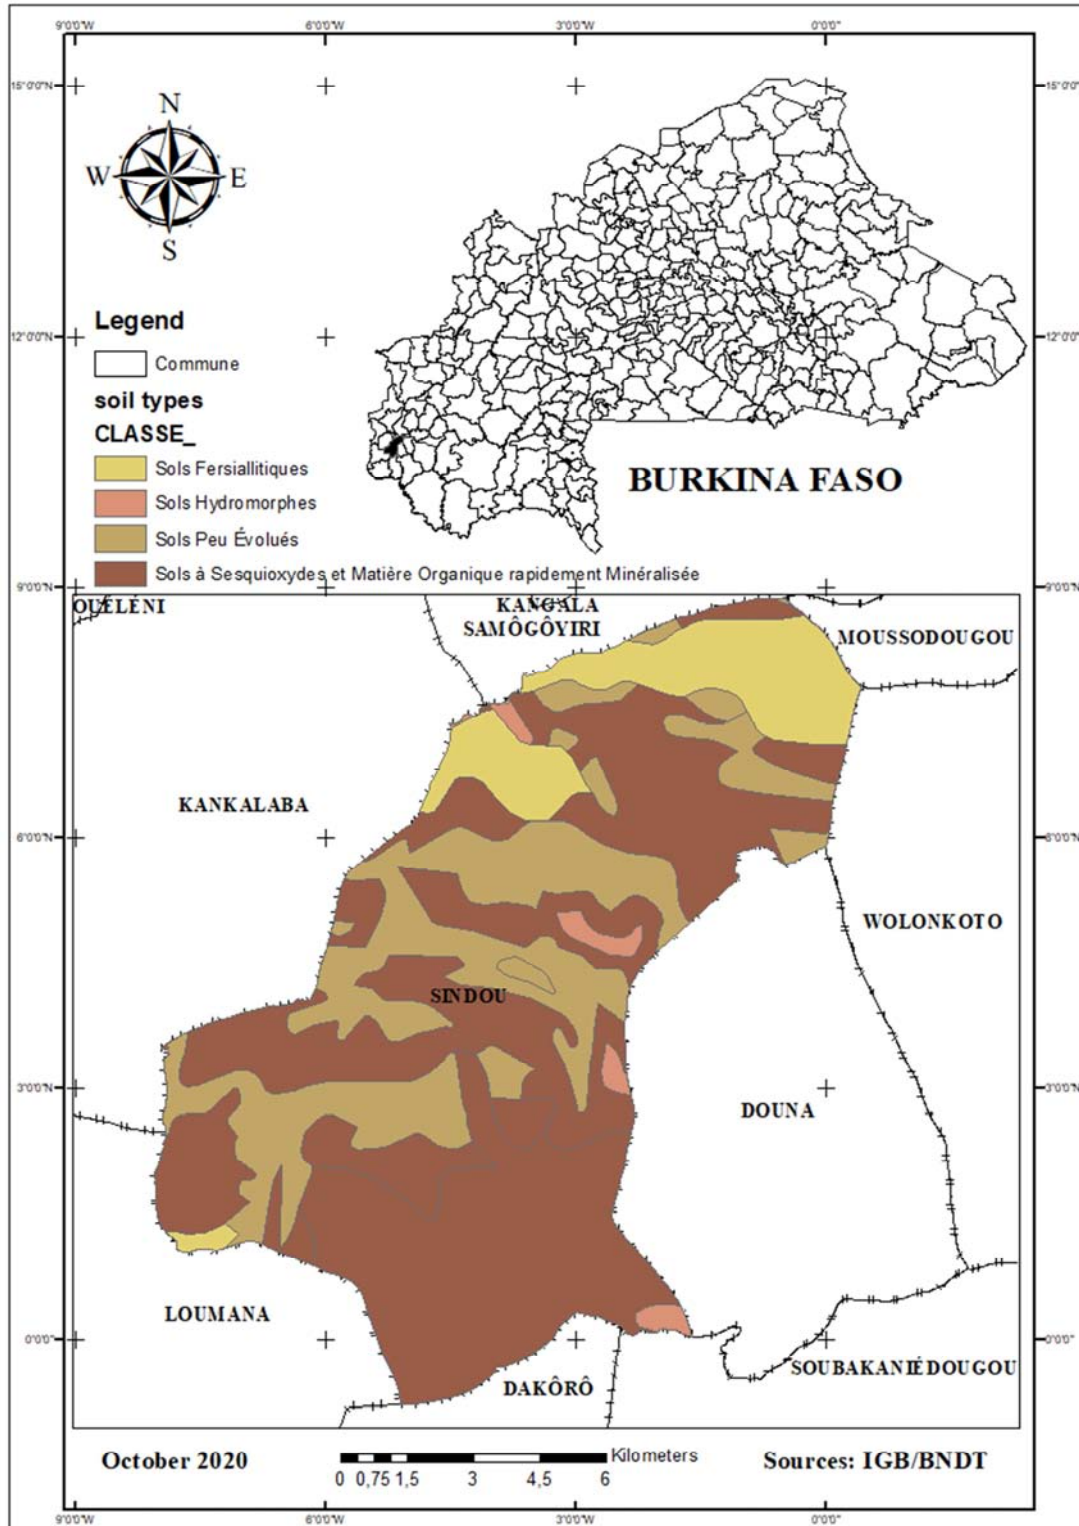 9°0'0"W 6°0'0"W 3°0'0"W 0°0'0"
15°0'0"N 15°0'0"N
N
W E
S
Legend
Commune
soil types
CLASSE_
Sols Fersiallitiques
Sols Hydromorphes
Sols Peu Évolués
Sols à Sesquioxydes et Matière Organique rapidement Minéralisée
12°0'0"N 12°0'0"N
BURKINA FASO
9°0'0"N 9°0'0"N
OUÉLÉNI
KANGALA
SAMÔGÔYIRI
MOUSSODOUGOU
KANKALABA
6°0'0"N 6°0'0"N
WOLONKOTO
SINDOU
3°0'0"N 3°0'0"N
DOUNA
LOUMANA
0°0'0" 0°0'0"
SOUBAKANIÉDOUGOU
DAKÔRÔ
October 2020
Kilometers
0 0,75 1,5 3 4,5 6
Sources: IGB/BNDT
9°0'0"W 6°0'0"W 3°0'0"W 0°0'0"